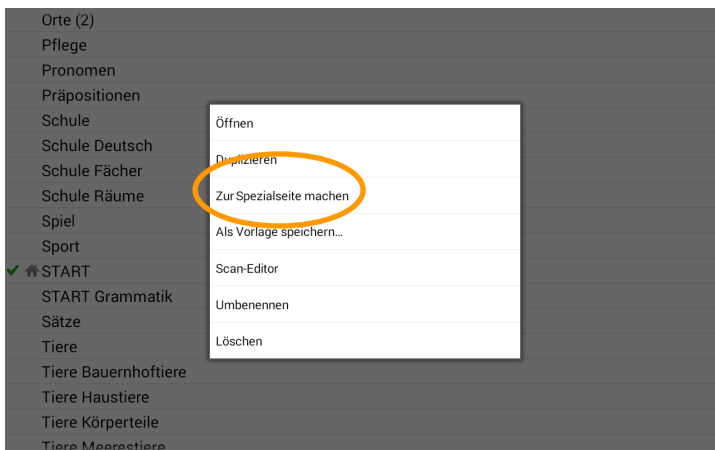 Orte (2)
Pflege
Pronomen
Präpositionen
Schule
Schule Deutsch
Schule Fächer
Schule Räume
Spiel
Sport
START
START Grammatik
Sätze
Tiere
Tiere Bauernhoftiere
Tiere Haustiere
Tiere Körperteile
Tiere Meerestiere
Öffnen
Duplizieren
Zur Spezialseite machen
Als Vorlage speichern...
Scan-Editor
Umbenennen
Löschen